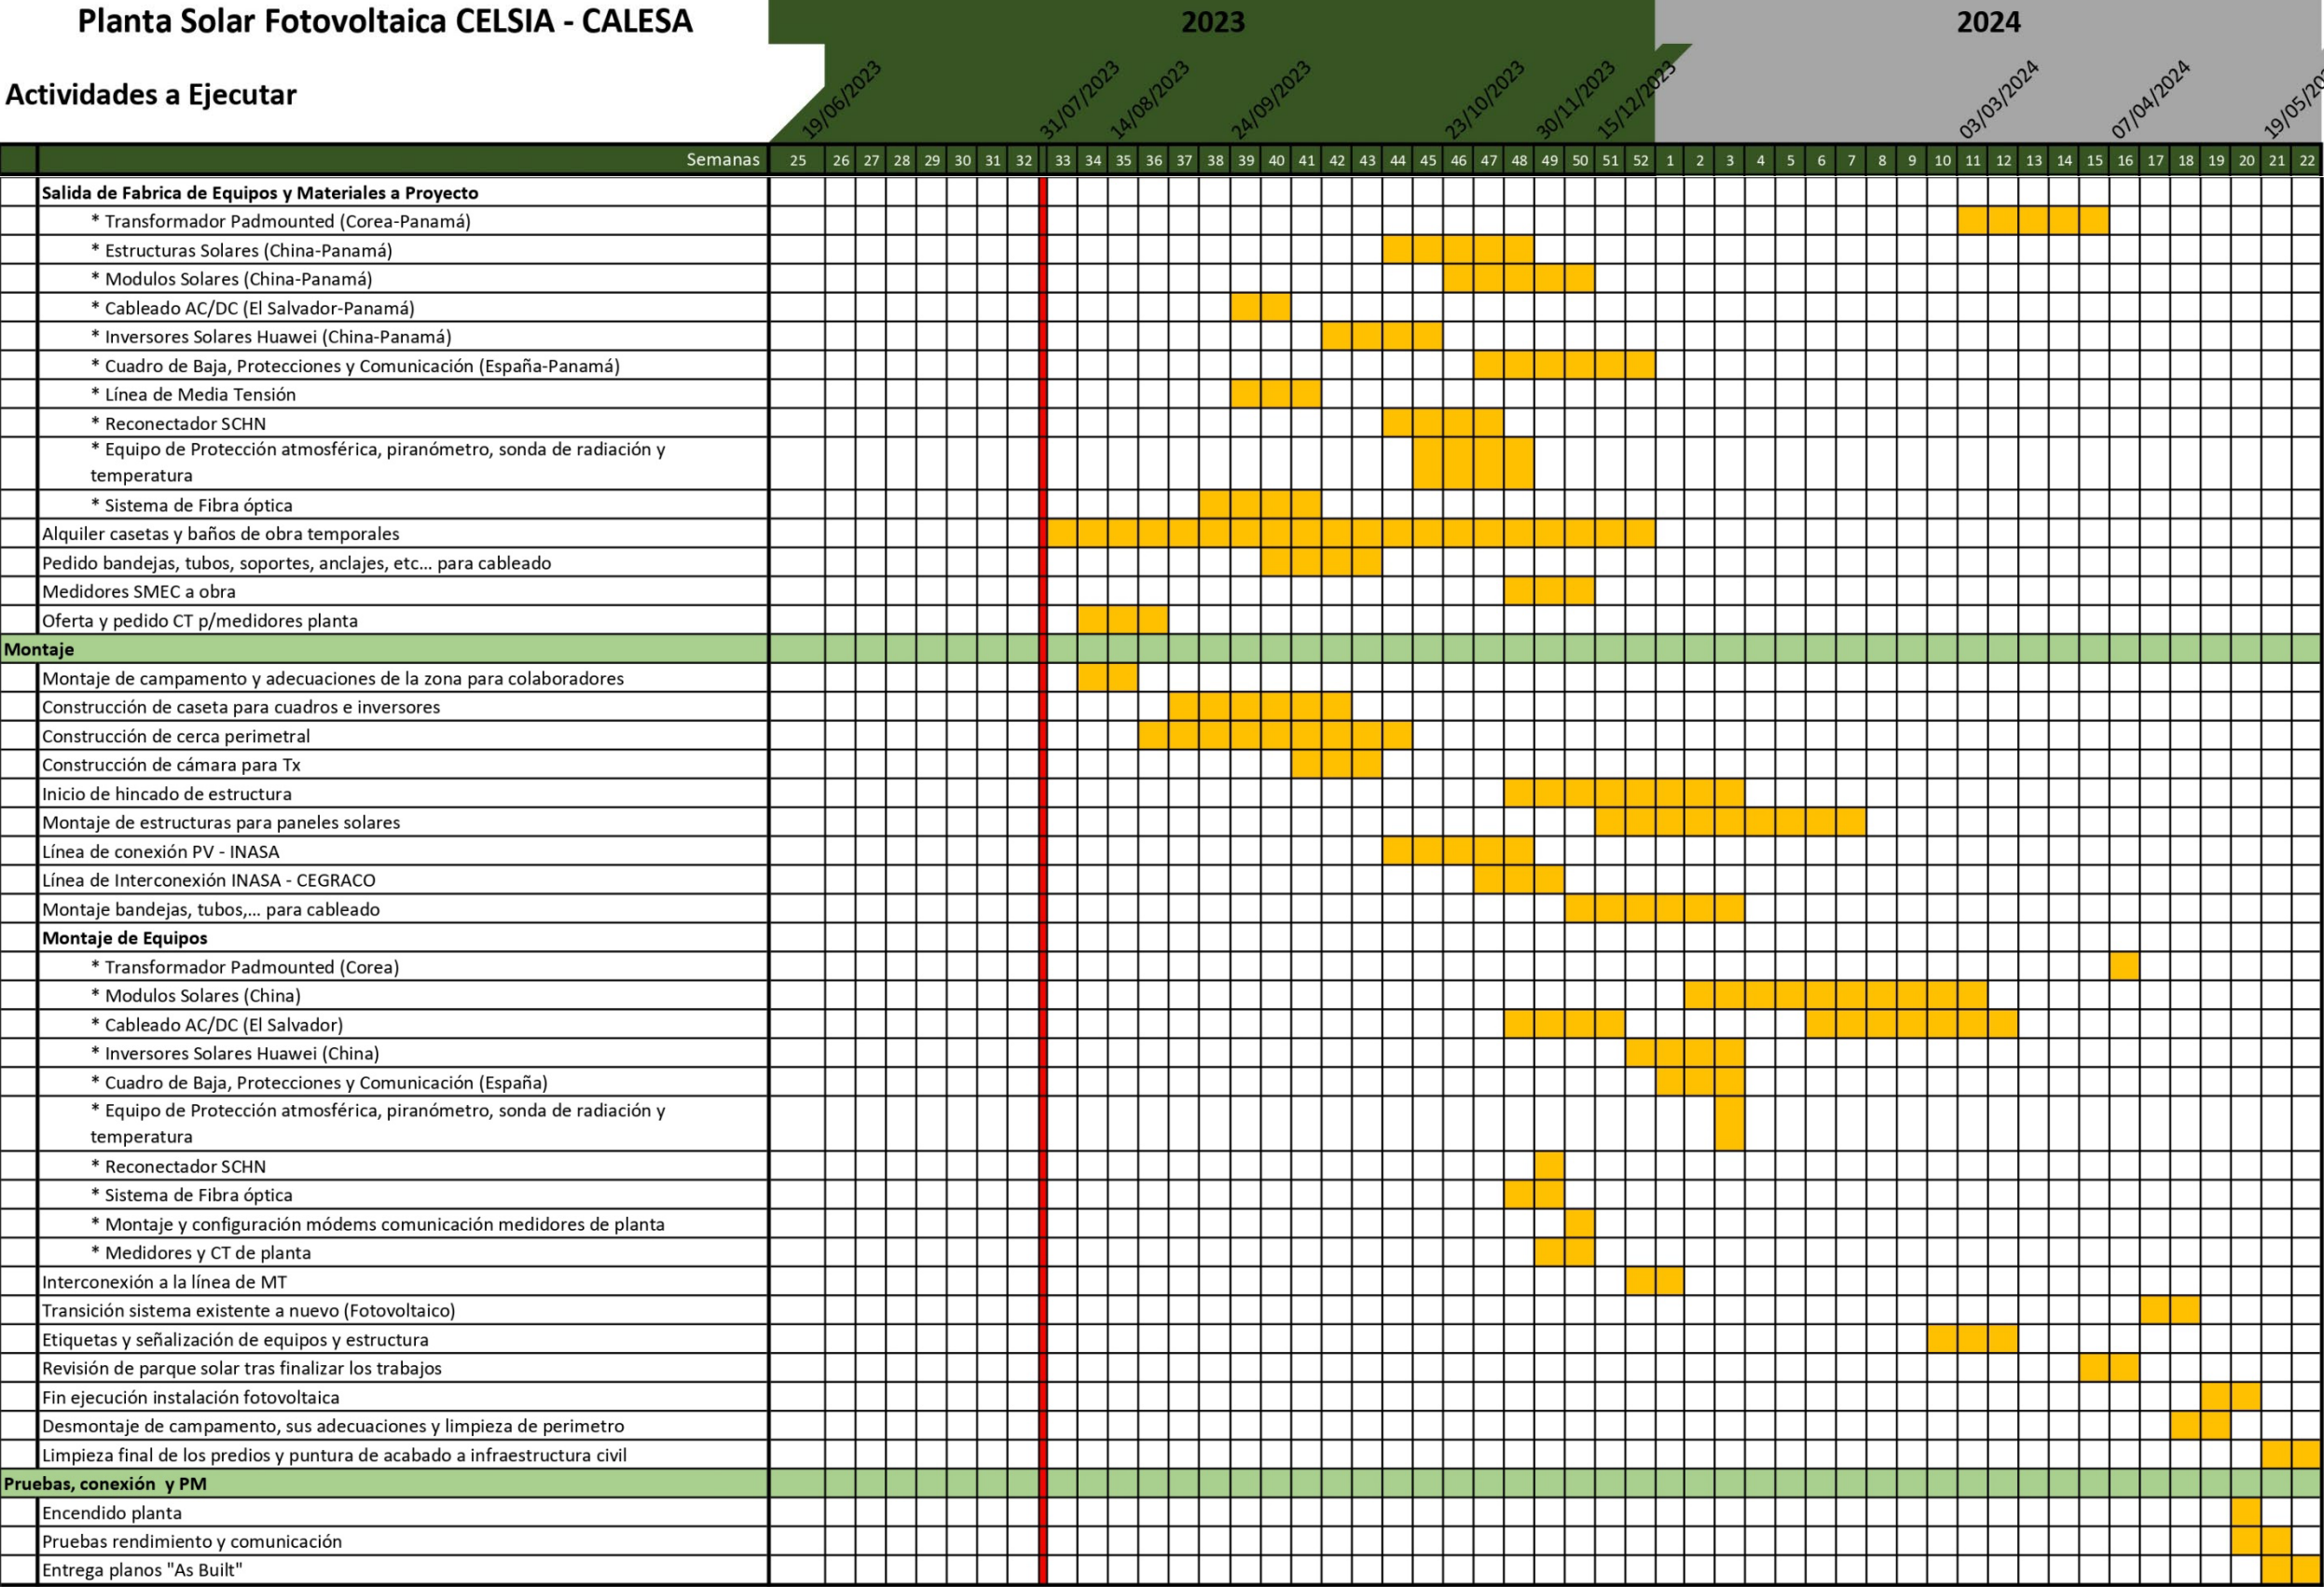 Planta Solar Fotovoltaica CELSIA - CALESA
2023
2024
Actividades a Ejecutar
19/06/2023
31/07/2023
14/08/2023
24/09/2023
23/10/2023
30/11/2023
15/12/2023
03/03/2024
07/04/2024
19/05/20
Semanas 25 26 27 28 29 30 31 32 33 34 35 36 37 38 39 40 41 42 43 44 45 46 47 48 49 50 51 52 1 2 3 4 5 6 7 8 9 10 11 12 13 14 15 16 17 18 19 20 21 22
Salida de Fabrica de Equipos y Materiales a Proyecto
* Transformador Padmounted (Corea-Panamá)
* Estructuras Solares (China-Panamá)
* Modulos Solares (China-Panamá)
* Cableado AC/DC (El Salvador-Panamá)
* Inversores Solares Huawei (China-Panamá)
* Cuadro de Baja, Protecciones y Comunicación (España-Panamá)
* Línea de Media Tensión
* Reconectador SCHN
* Equipo de Protección atmosférica, piranómetro, sonda de radiación y
temperatura
* Sistema de Fibra óptica
Alquiler casetas y baños de obra temporales
Pedido bandejas, tubos, soportes, anclajes, etc... para cableado
Medidores SMEC a obra
Oferta y pedido CT p/medidores planta
Montaje
Montaje de campamento y adecuaciones de la zona para colaboradores
Construcción de caseta para cuadros e inversores
Construcción de cerca perimetral
Construcción de cámara para Tx
Inicio de hincado de estructura
Montaje de estructuras para paneles solares
Línea de conexión PV - INASA
Línea de Interconexión INASA - CEGRACO
Montaje bandejas, tubos,... para cableado
Montaje de Equipos
* Transformador Padmounted (Corea)
* Modulos Solares (China)
* Cableado AC/DC (El Salvador)
* Inversores Solares Huawei (China)
* Cuadro de Baja, Protecciones y Comunicación (España)
* Equipo de Protección atmosférica, piranómetro, sonda de radiación y
temperatura
* Reconectador SCHN
* Sistema de Fibra óptica
* Montaje y configuración módems comunicación medidores de planta
* Medidores y CT de planta
Interconexión a la línea de MT
Transición sistema existente a nuevo (Fotovoltaico)
Etiquetas y señalización de equipos y estructura
Revisión de parque solar tras finalizar los trabajos
Fin ejecución instalación fotovoltaica
Desmontaje de campamento, sus adecuaciones y limpieza de perimetro
Limpieza final de los predios y puntura de acabado a infraestructura civil
Pruebas, conexión y PM
Encendido planta
Pruebas rendimiento y comunicación
Entrega planos "As Built"